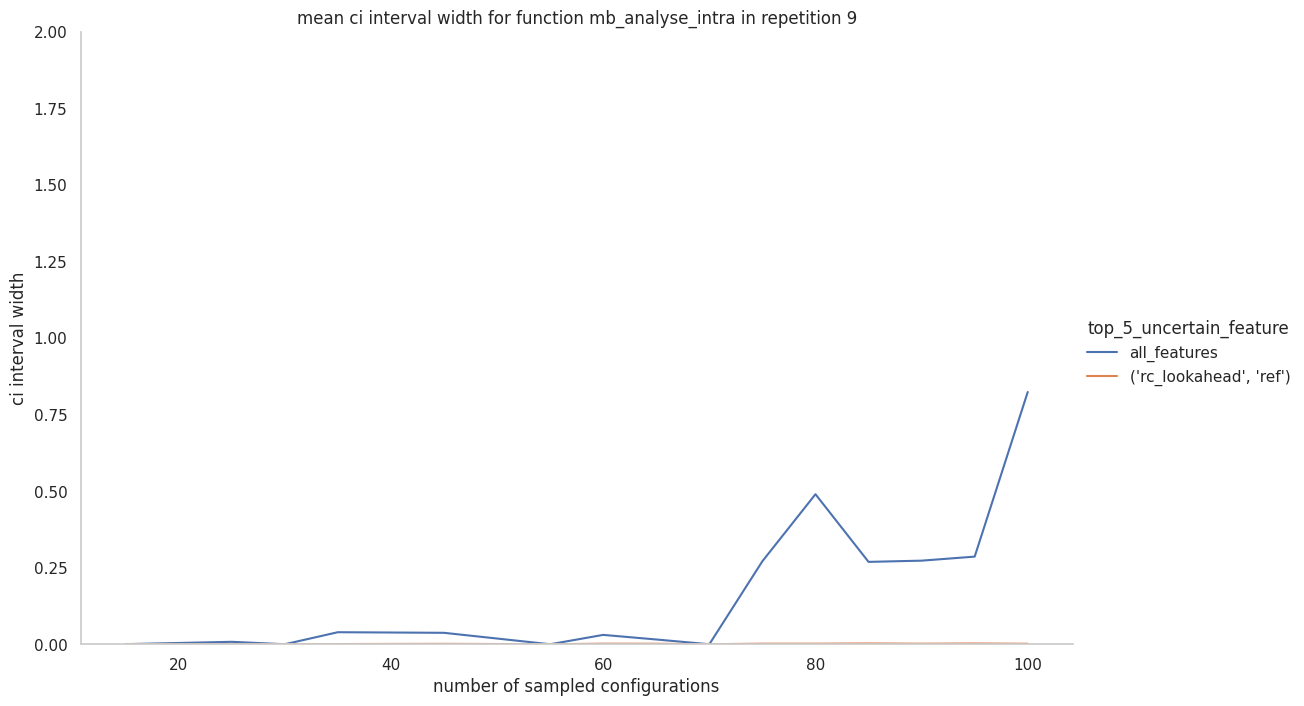 mean ci interval width for function mb_analyse_intra in repetition 9
2.00
1.75
1.50
1.25
1.00
0.75
0.50
0.25
0.00
ci interval width
20
40
60
80
100
number of sampled configurations
top_5_uncertain_feature
all_features
('rc_lookahead', 'ref')